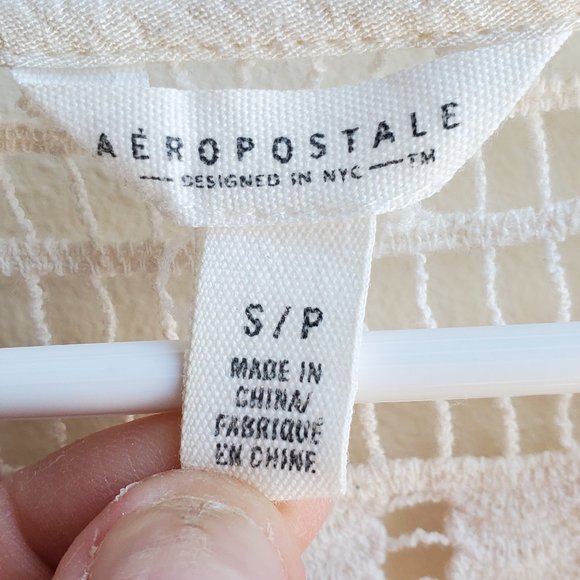 AÉROPOSTALE
DESIGNED IN NYC TM
S/P
MADE IN
CHINA/
FABRIQUÉ
EN CHINE